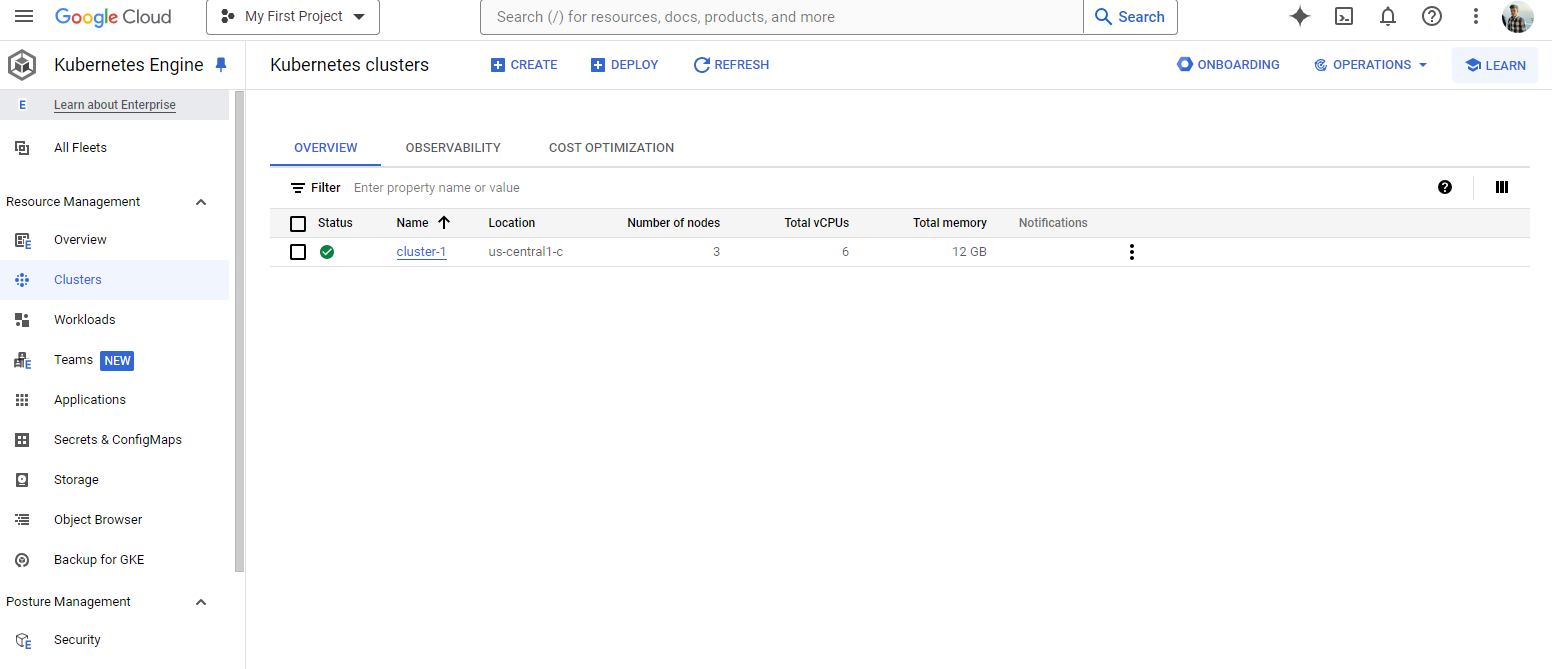 Google Cloud
My First Project
Search (/) for resources, docs, products, and more
Search
Kubernetes Engine
Kubernetes clusters
CREATE
DEPLOY
REFRESH
ONBOARDING
OPERATIONS
LEARN
E
Learn about Enterprise
All Fleets
Resource Management
E
Overview
Clusters
Workloads
E
Teams
NEW
Applications
Secrets & ConfigMaps
Storage
Object Browser
Backup for GKE
Posture Management
E
Security
OVERVIEW
OBSERVABILITY
COST OPTIMIZATION
Filter
Enter property name or value
Status
Name
Location
Number of nodes
Total vCPUs
Total memory
Notifications
cluster-1
us-central1-c
3
6
12 GB